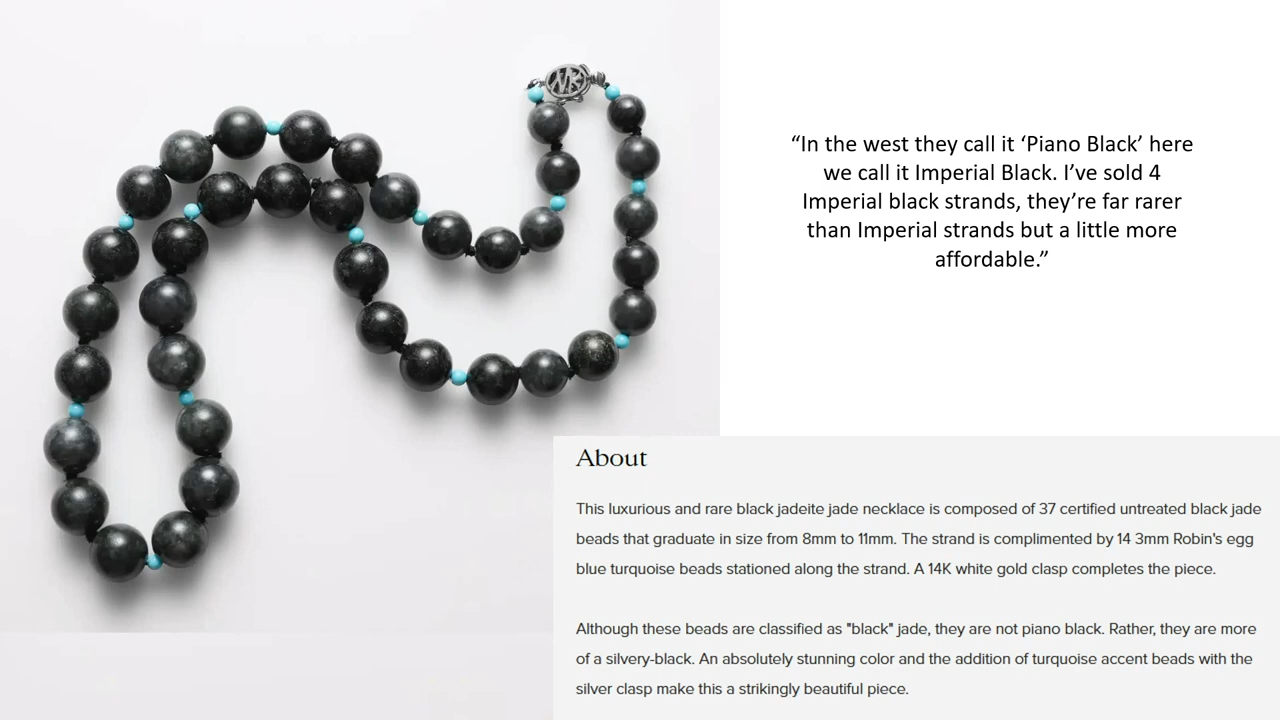 “In the west they call it ‘Piano Black’ here
we call it Imperial Black. I’ve sold 4
Imperial black strands, they’re far rarer
than Imperial strands but a little more
affordable.”
About
This luxurious and rare black jadeite jade necklace is composed of 37 certified untreated black jade
beads that graduate in size from 8mm to 11mm. The strand is complimented by 14 3mm Robin's egg
blue turquoise beads stationed along the strand. A 14K white gold clasp completes the piece.
Although these beads are classified as "black" jade, they are not piano black. Rather, they are more
of a silvery-black. An absolutely stunning color and the addition of turquoise accent beads with the
silver clasp make this a strikingly beautiful piece.